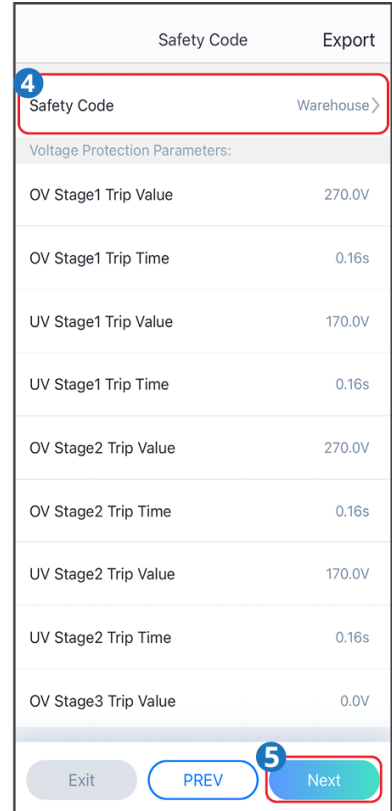 Safety Code Export
4
Safety Code Warehouse
Voltage Protection Parameters:
OV Stage1 Trip Value 270.0V
OV Stage1 Trip Time 0.16s
UV Stage1 Trip Value 170.0V
UV Stage1 Trip Time 0.16s
OV Stage2 Trip Value 270.0V
OV Stage2 Trip Time 0.16s
UV Stage2 Trip Value 170.0V
UV Stage2 Trip Time 0.16s
OV Stage3 Trip Value 0.0V
5
Exit PREV Next